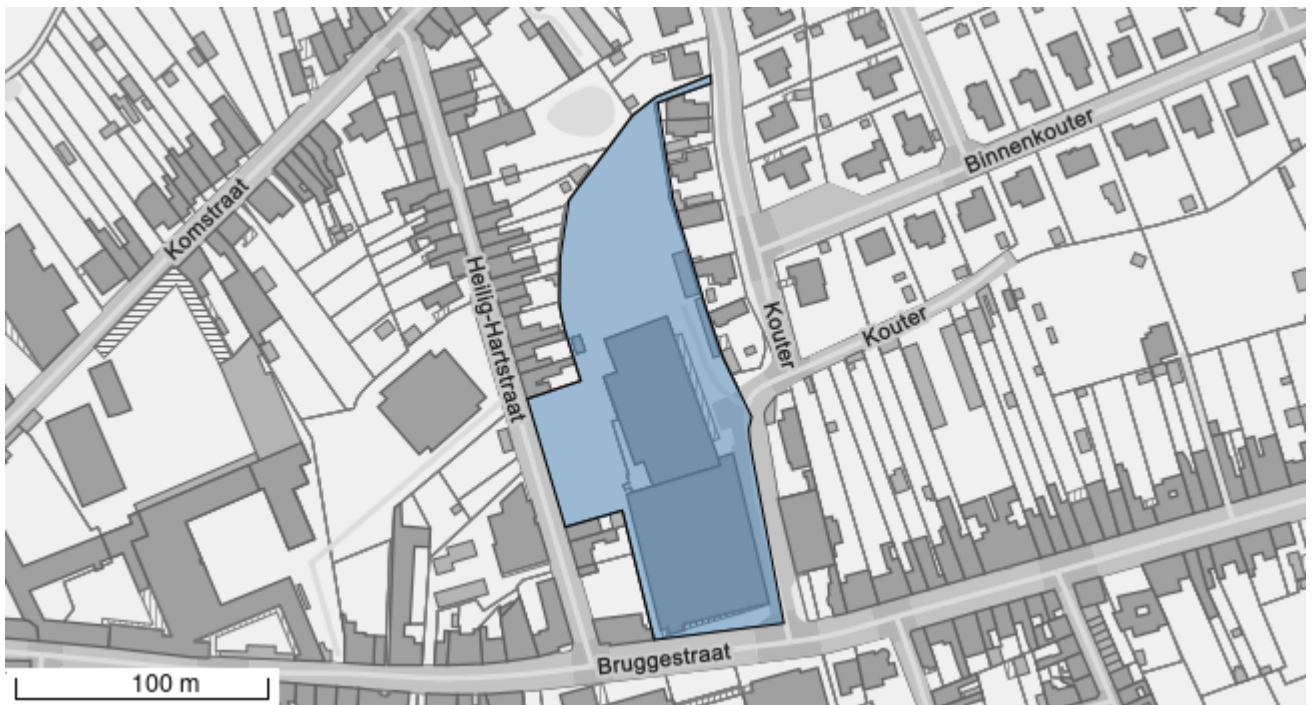 Komstraat
Heilig-Hartstraat
Binnenkouter
Kouter
Kouter
Bruggestraat
100 m